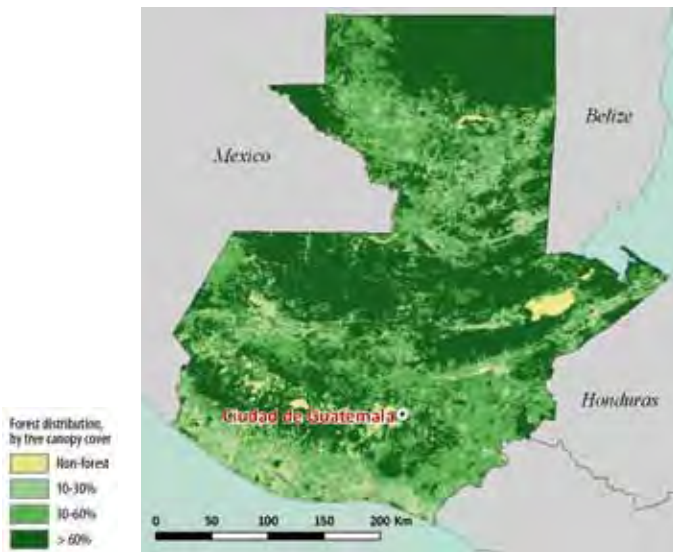 Belize
Mexico
Ciudad de Guatemala
Honduras
Forest distribution,
by tree canopy cover
Non-forest
10-30%
30-60%
> 60%
0 50 100 150 200 Km